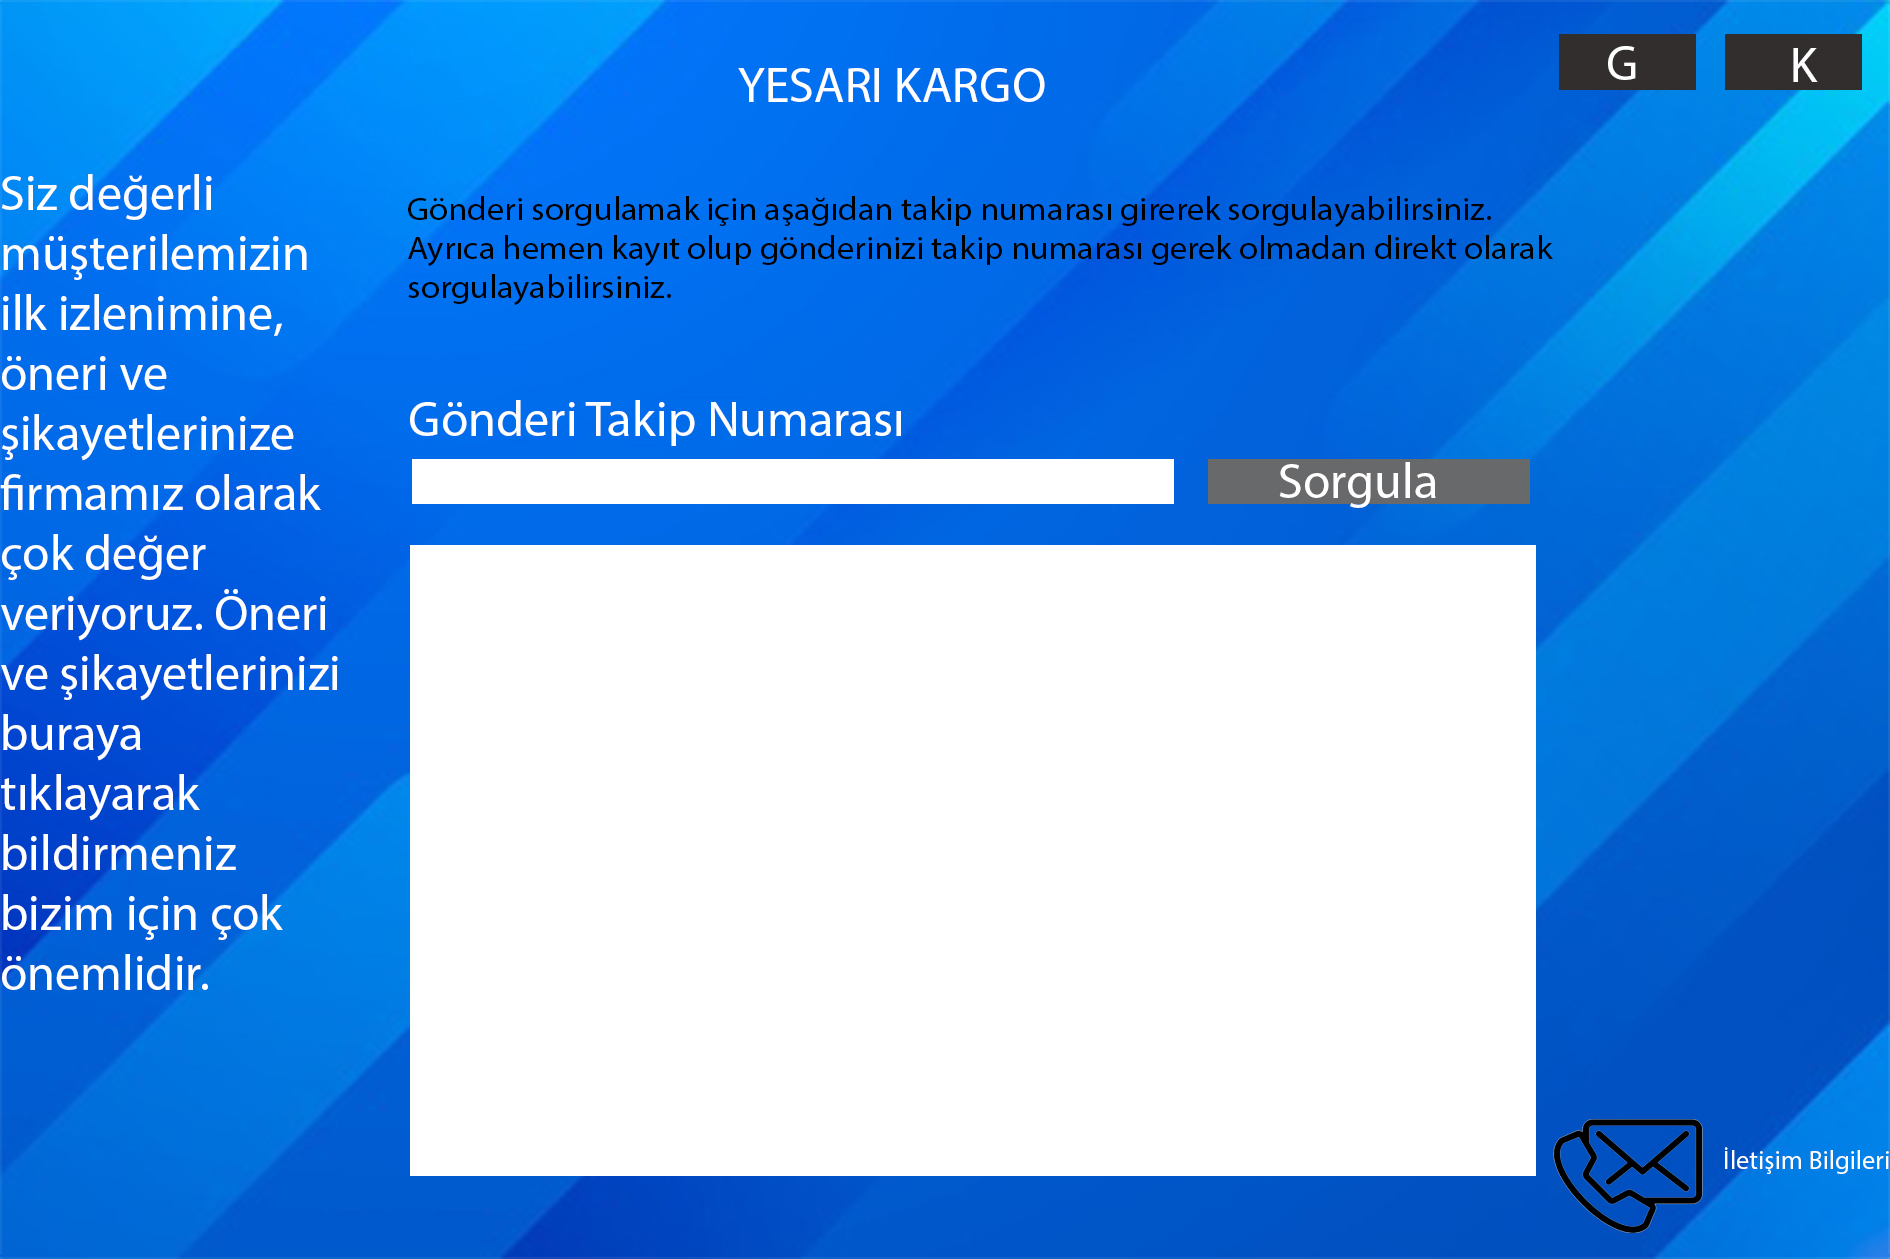 YESARI KARGO
G
K
Siz değerli
müşterilemizin
ilk izlenimine,
öneri ve
şikayetlerinize
firmamız olarak
çok değer
veriyoruz. Öneri
ve şikayetlerinizi
buraya
tıklayarak
bildirmeniz
bizim için çok
önemlidir.
Gönderi sorgulamak için aşağıdan takip numarası girerek sorgulayabilirsiniz.
Ayrıca hemen kayıt olup gönderinizi takip numarası gerek olmadan direkt olarak
sorgulayabilirsiniz.
Gönderi Takip Numarası
Sorgula
İletişim Bilgileri